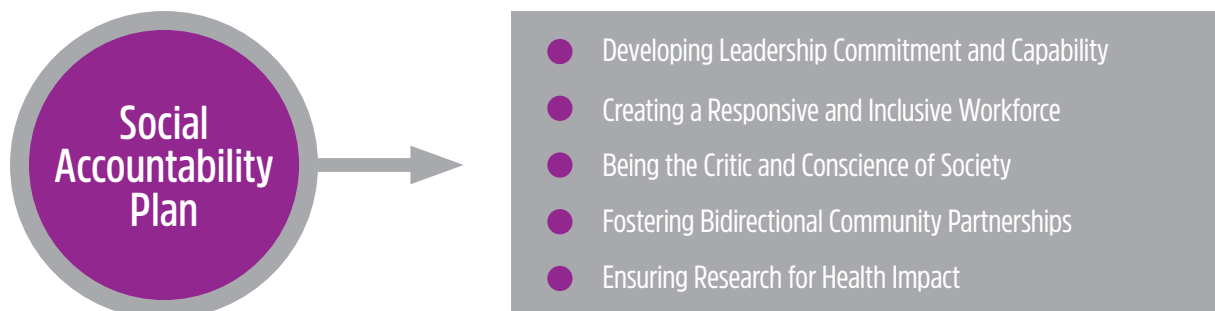 Social
Accountability
Plan
Developing Leadership Commitment and Capability
Creating a Responsive and Inclusive Workforce
Being the Critic and Conscience of Society
Fostering Bidirectional Community Partnerships
Ensuring Research for Health Impact